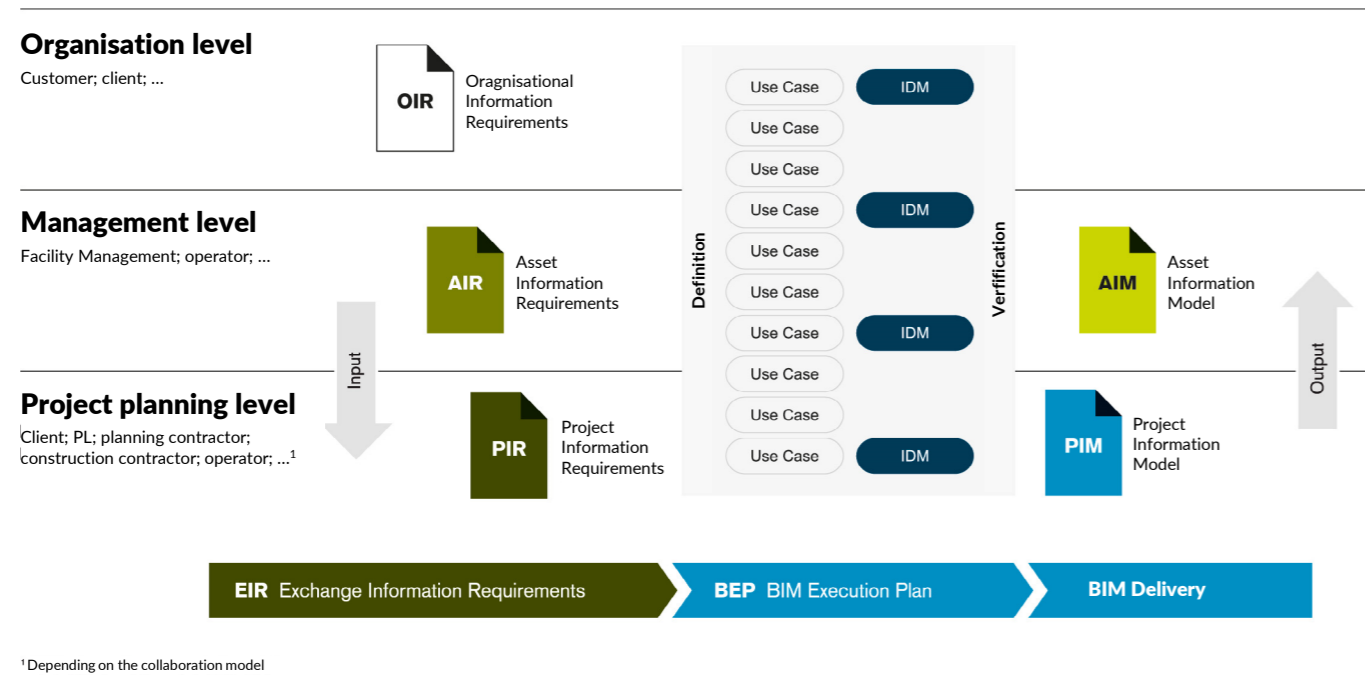 Organisation level
Customer; client; ...
OIR
Oragnisational
Information
Requirements
Management level
Facility Management; operator; ...
AIR
Asset
Information
Requirements
Input
Project planning level
Client; PL; planning contractor;
construction contractor; operator; ...¹
PIR
Project
Information
Requirements
Definition
Use Case IDM
Use Case
Use Case
Use Case IDM
Use Case
Use Case
Use Case IDM
Use Case
Use Case
Use Case IDM
Verfification
AIM
Asset
Information
Model
Output
PIM
Project
Information
Model
EIR Exchange Information Requirements
BEP BIM Execution Plan
BIM Delivery
¹ Depending on the collaboration model